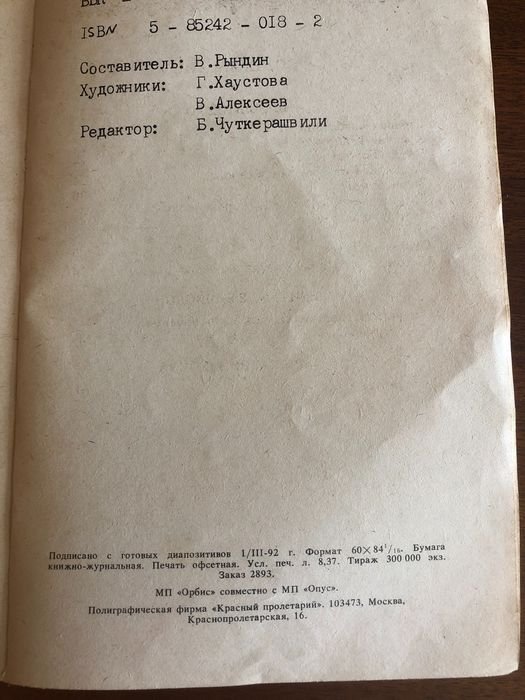 ISBN 5 - 85242 - 018 - 2
Составитель: В.Рындин
Художники: Г.Хаустова
В.Алексеев
Редактор: Б.Чуткерашвили
Подписано с готовых диапозитивов 1/III-92 г. Формат 60×84¹/₁₆. Бумага
книжно-журнальная. Печать офсетная. Усл. печ. л. 8,37. Тираж 300 000 экз.
Заказ 2893.
МП «Орбис» совместно с МП «Опус».
Полиграфическая фирма «Красный пролетарий». 103473, Москва,
Краснопролетарская, 16.